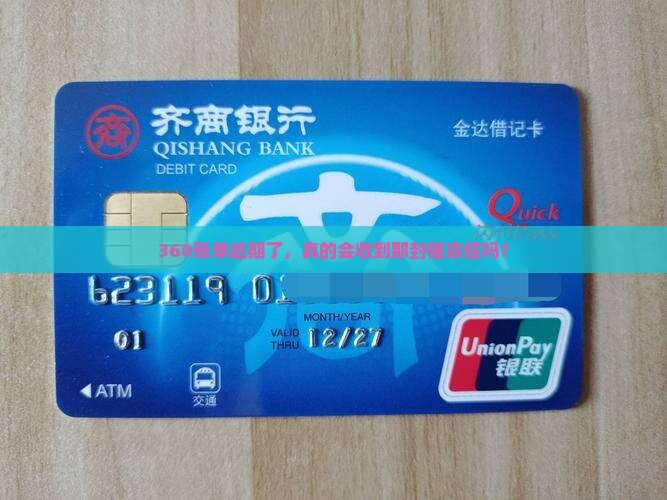 齐商银行
QISHANG BANK
DEBIT CARD
金达借记卡
Quick
360账单逾期了，真的会收到那封催命信吗？
623119 01
MONTH/YEAR
01
VALID THRU 12/27
ATM
交通
UnionPay
银联